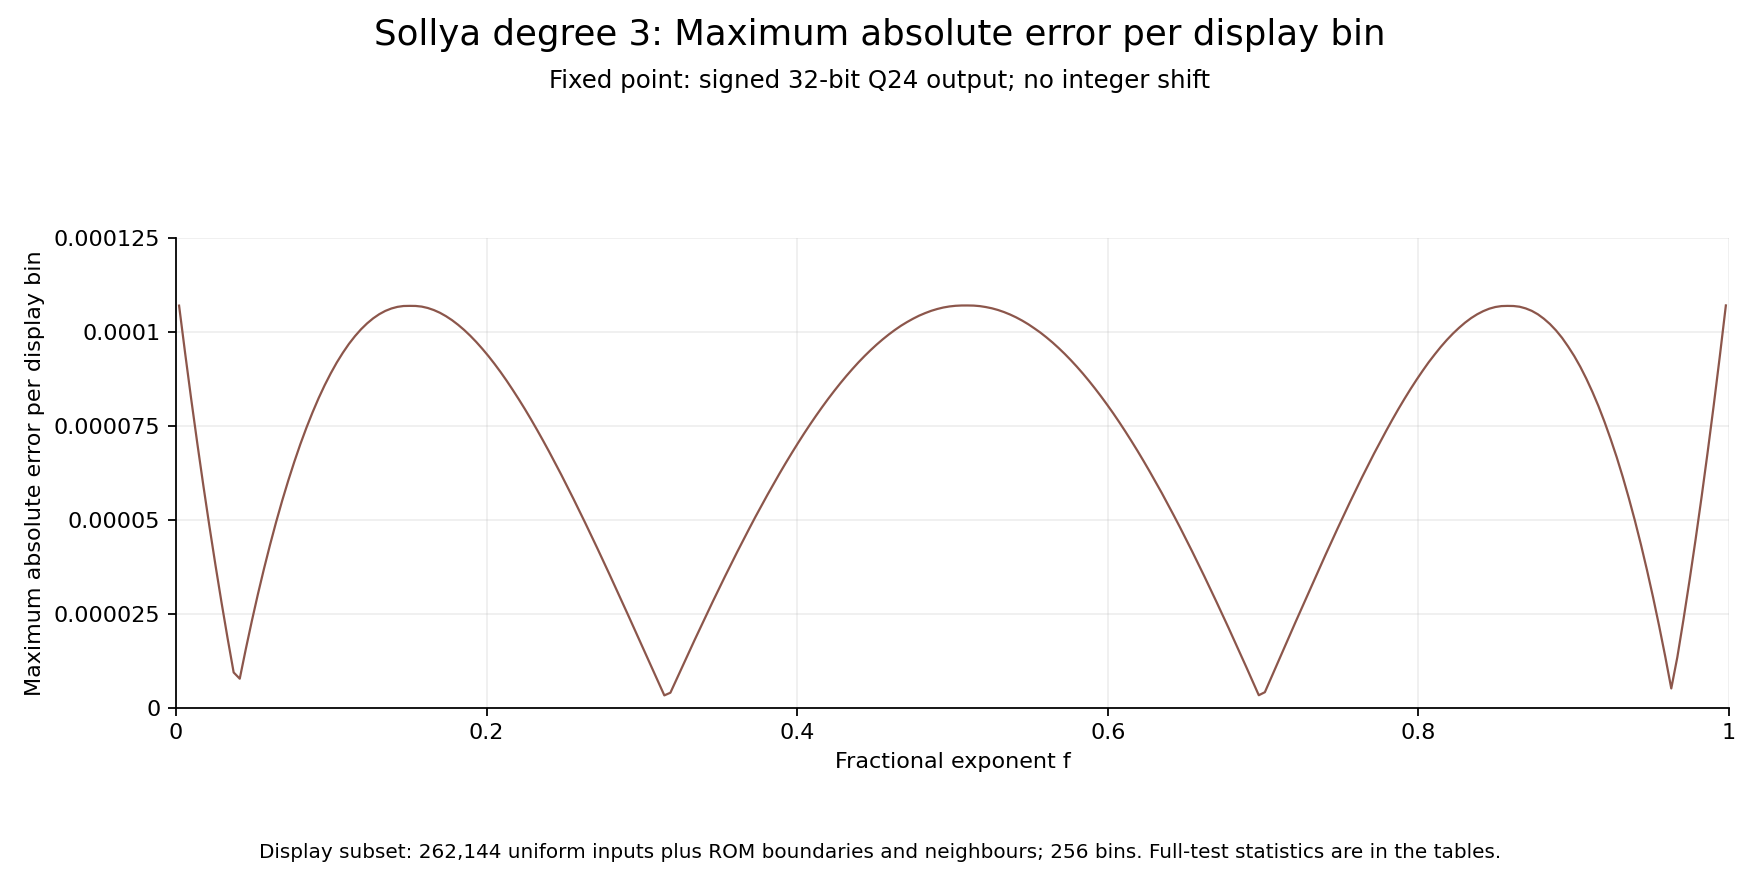 Sollya degree 3: Maximum absolute error per display bin
Fixed point: signed 32-bit Q24 output; no integer shift
Maximum absolute error per display bin
0.000125
0.0001
0.000075
0.00005
0.000025
0
0 0.2 0.4 0.6 0.8 1
Fractional exponent f
Display subset: 262,144 uniform inputs plus ROM boundaries and neighbours; 256 bins. Full-test statistics are in the tables.